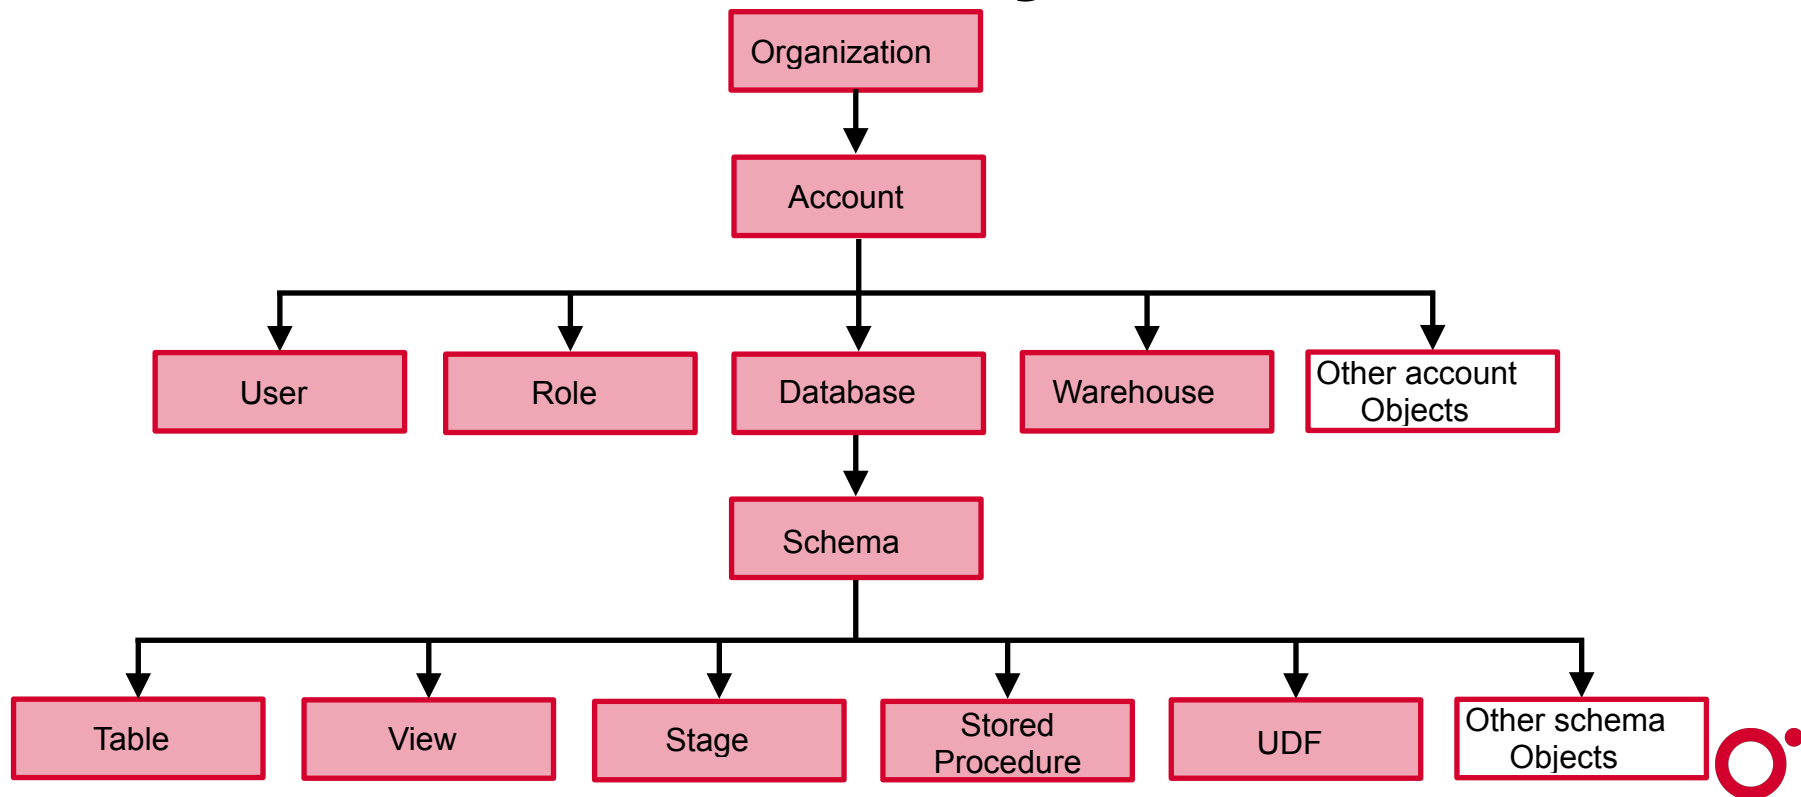 Organization
Account
User
Role
Database
Warehouse
Other account
Objects
Schema
Table
View
Stage
Stored
Procedure
UDF
Other schema
Objects